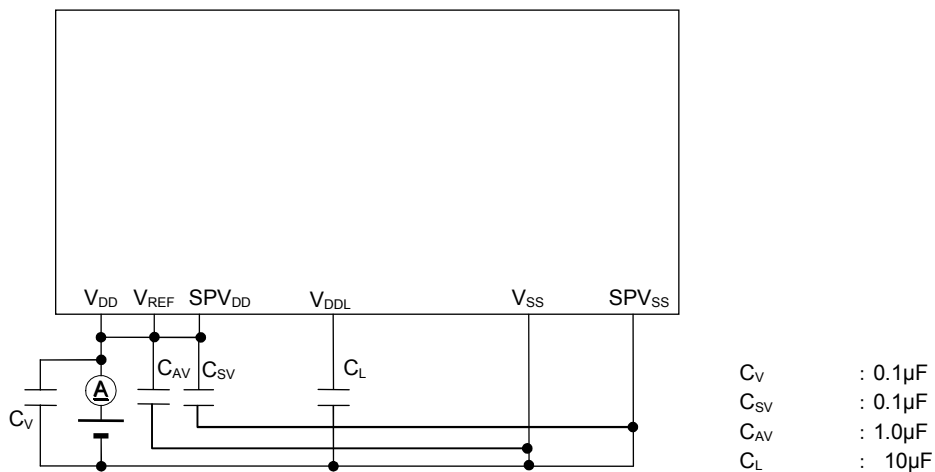 VDD VREF SPVDD VDDL VSS SPVSS
CAV CSV CL
A
CV
CV : 0.1µF
CSV : 0.1µF
CAV : 1.0µF
CL : 10µF